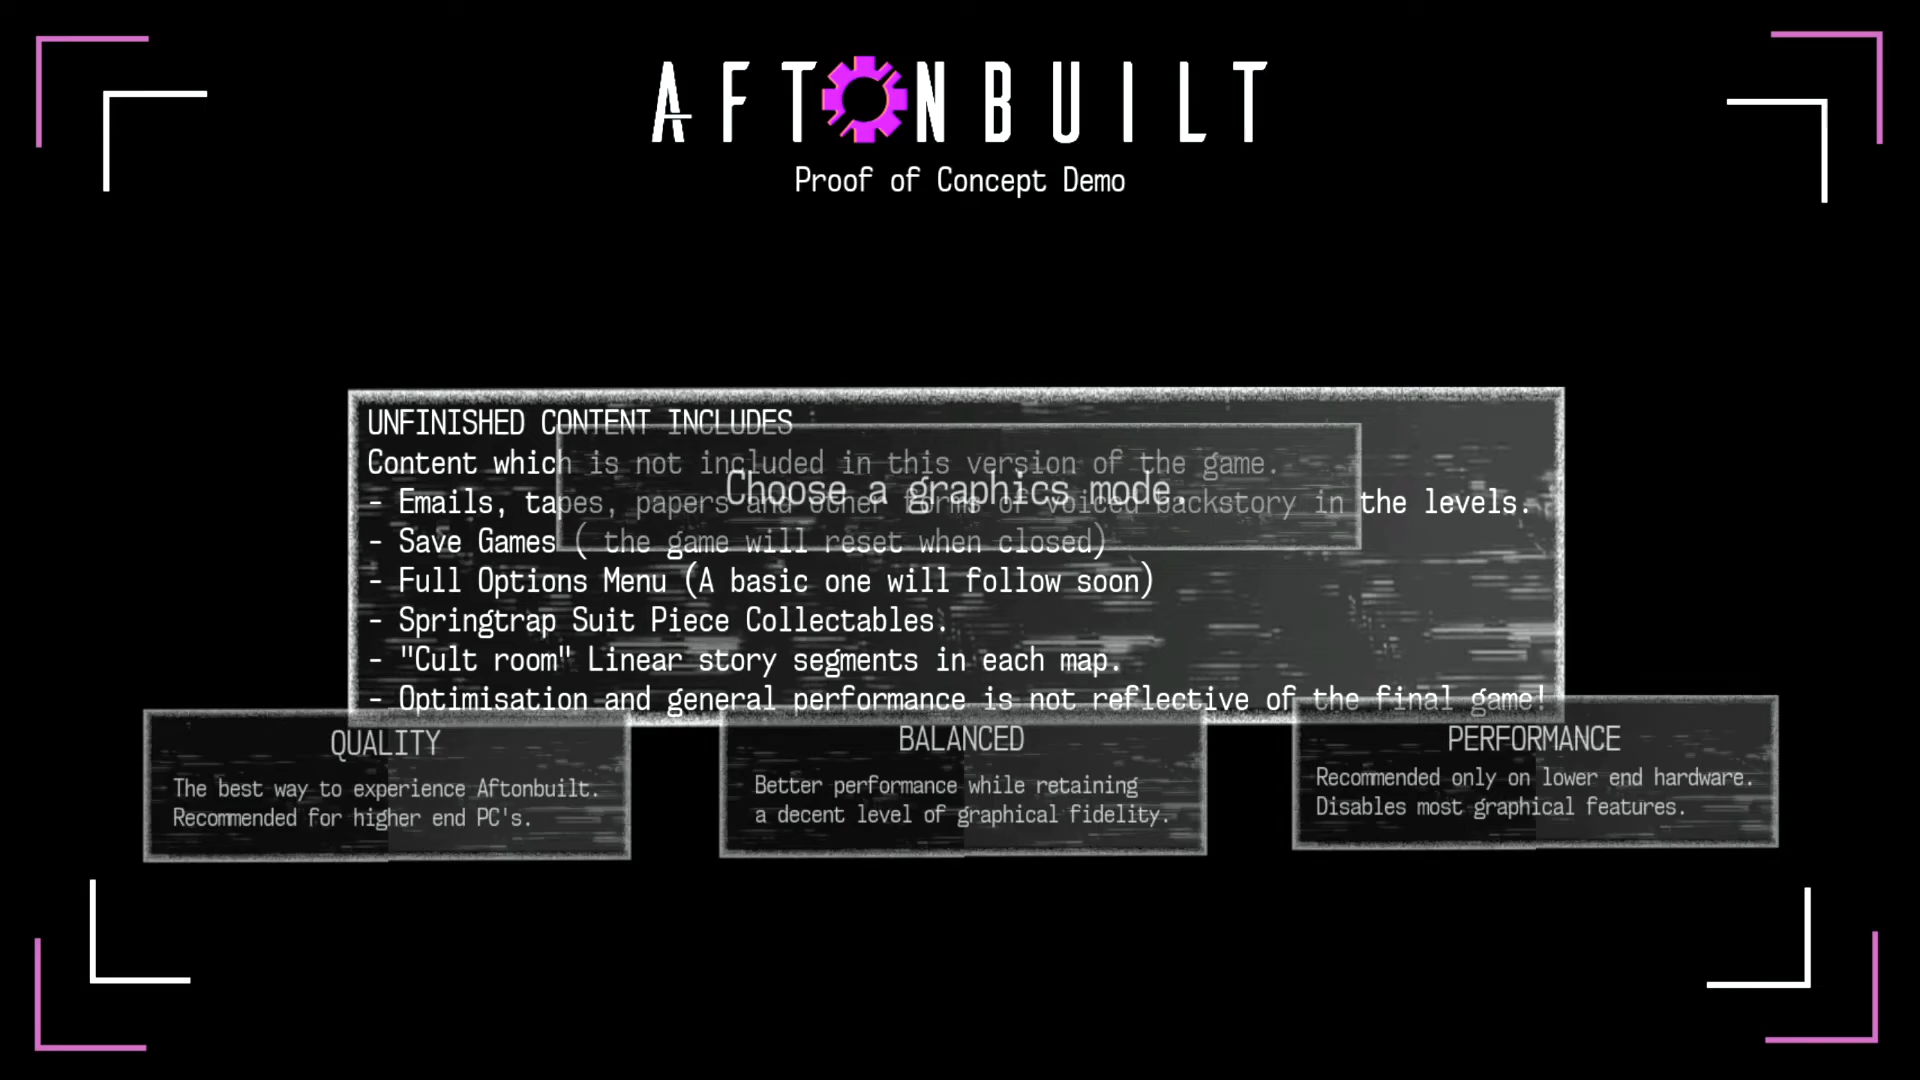 AFTONBUILT
Proof of Concept Demo
UNFINISHED CONTENT INCLUDES
Content which is not included in this version of the game.
- Emails, tapes, papers and other forms of voiced backstory in the levels.
- Save Games ( the game will reset when closed)
- Full Options Menu (A basic one will follow soon)
- Springtrap Suit Piece Collectables.
- "Cult room" Linear story segments in each map.
- Optimisation and general performance is not reflective of the final game!
Choose a graphics mode.
QUALITY
The best way to experience Aftonbuilt.
Recommended for higher end PC's.
BALANCED
Better performance while retaining
a decent level of graphical fidelity.
PERFORMANCE
Recommended only on lower end hardware.
Disables most graphical features.